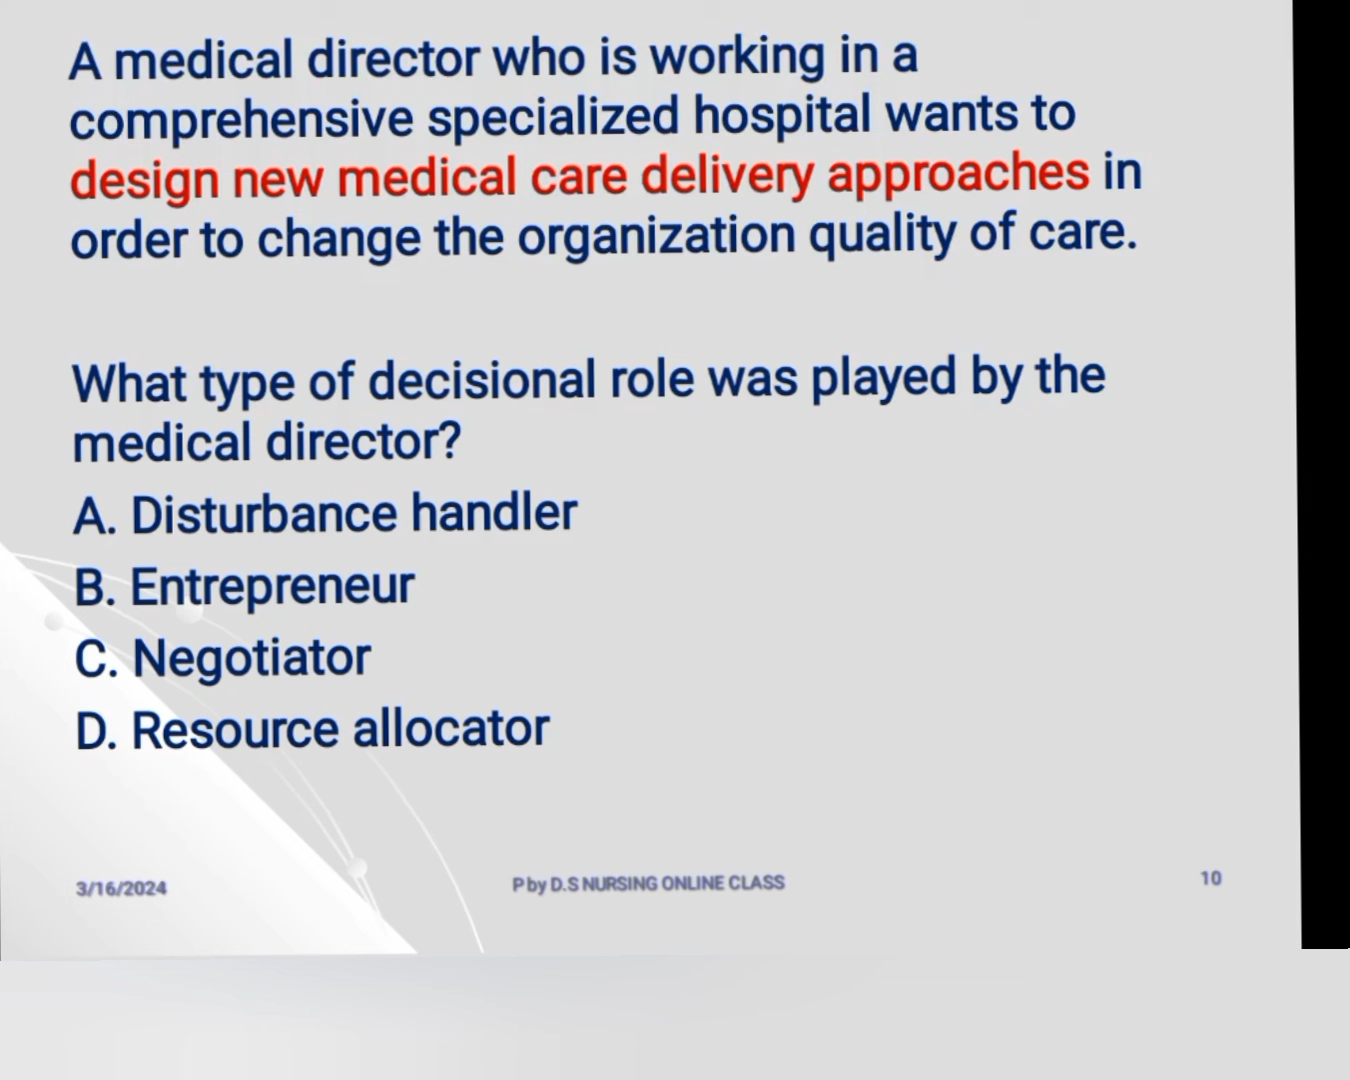 A medical director who is working in a
comprehensive specialized hospital wants to
design new medical care delivery approaches in
order to change the organization quality of care.
What type of decisional role was played by the
medical director?
A. Disturbance handler
B. Entrepreneur
C. Negotiator
D. Resource allocator
3/16/2024
P by D.S NURSING ONLINE CLASS
10